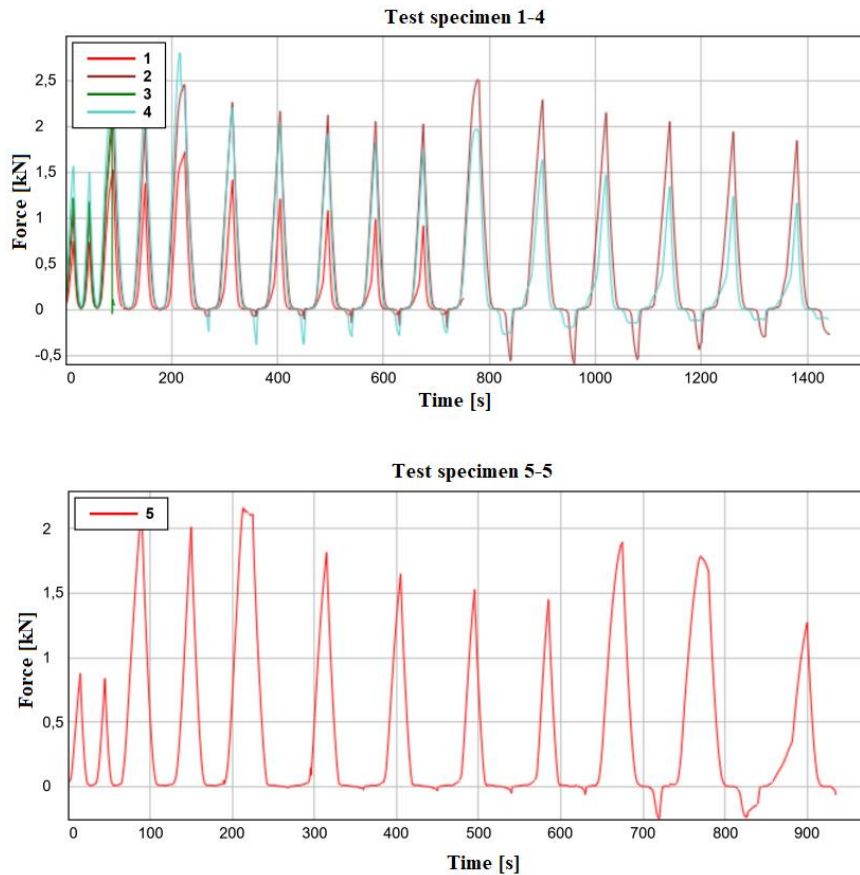 Test specimen 1-4
1
2
3
4
2,5
2
1,5
1
0,5
0
-0,5
Force [kN]
0 200 400 600 800 1000 1200 1400
Time [s]
Test specimen 5-5
5
2
1,5
1
0,5
0
Force [kN]
0 100 200 300 400 500 600 700 800 900
Time [s]